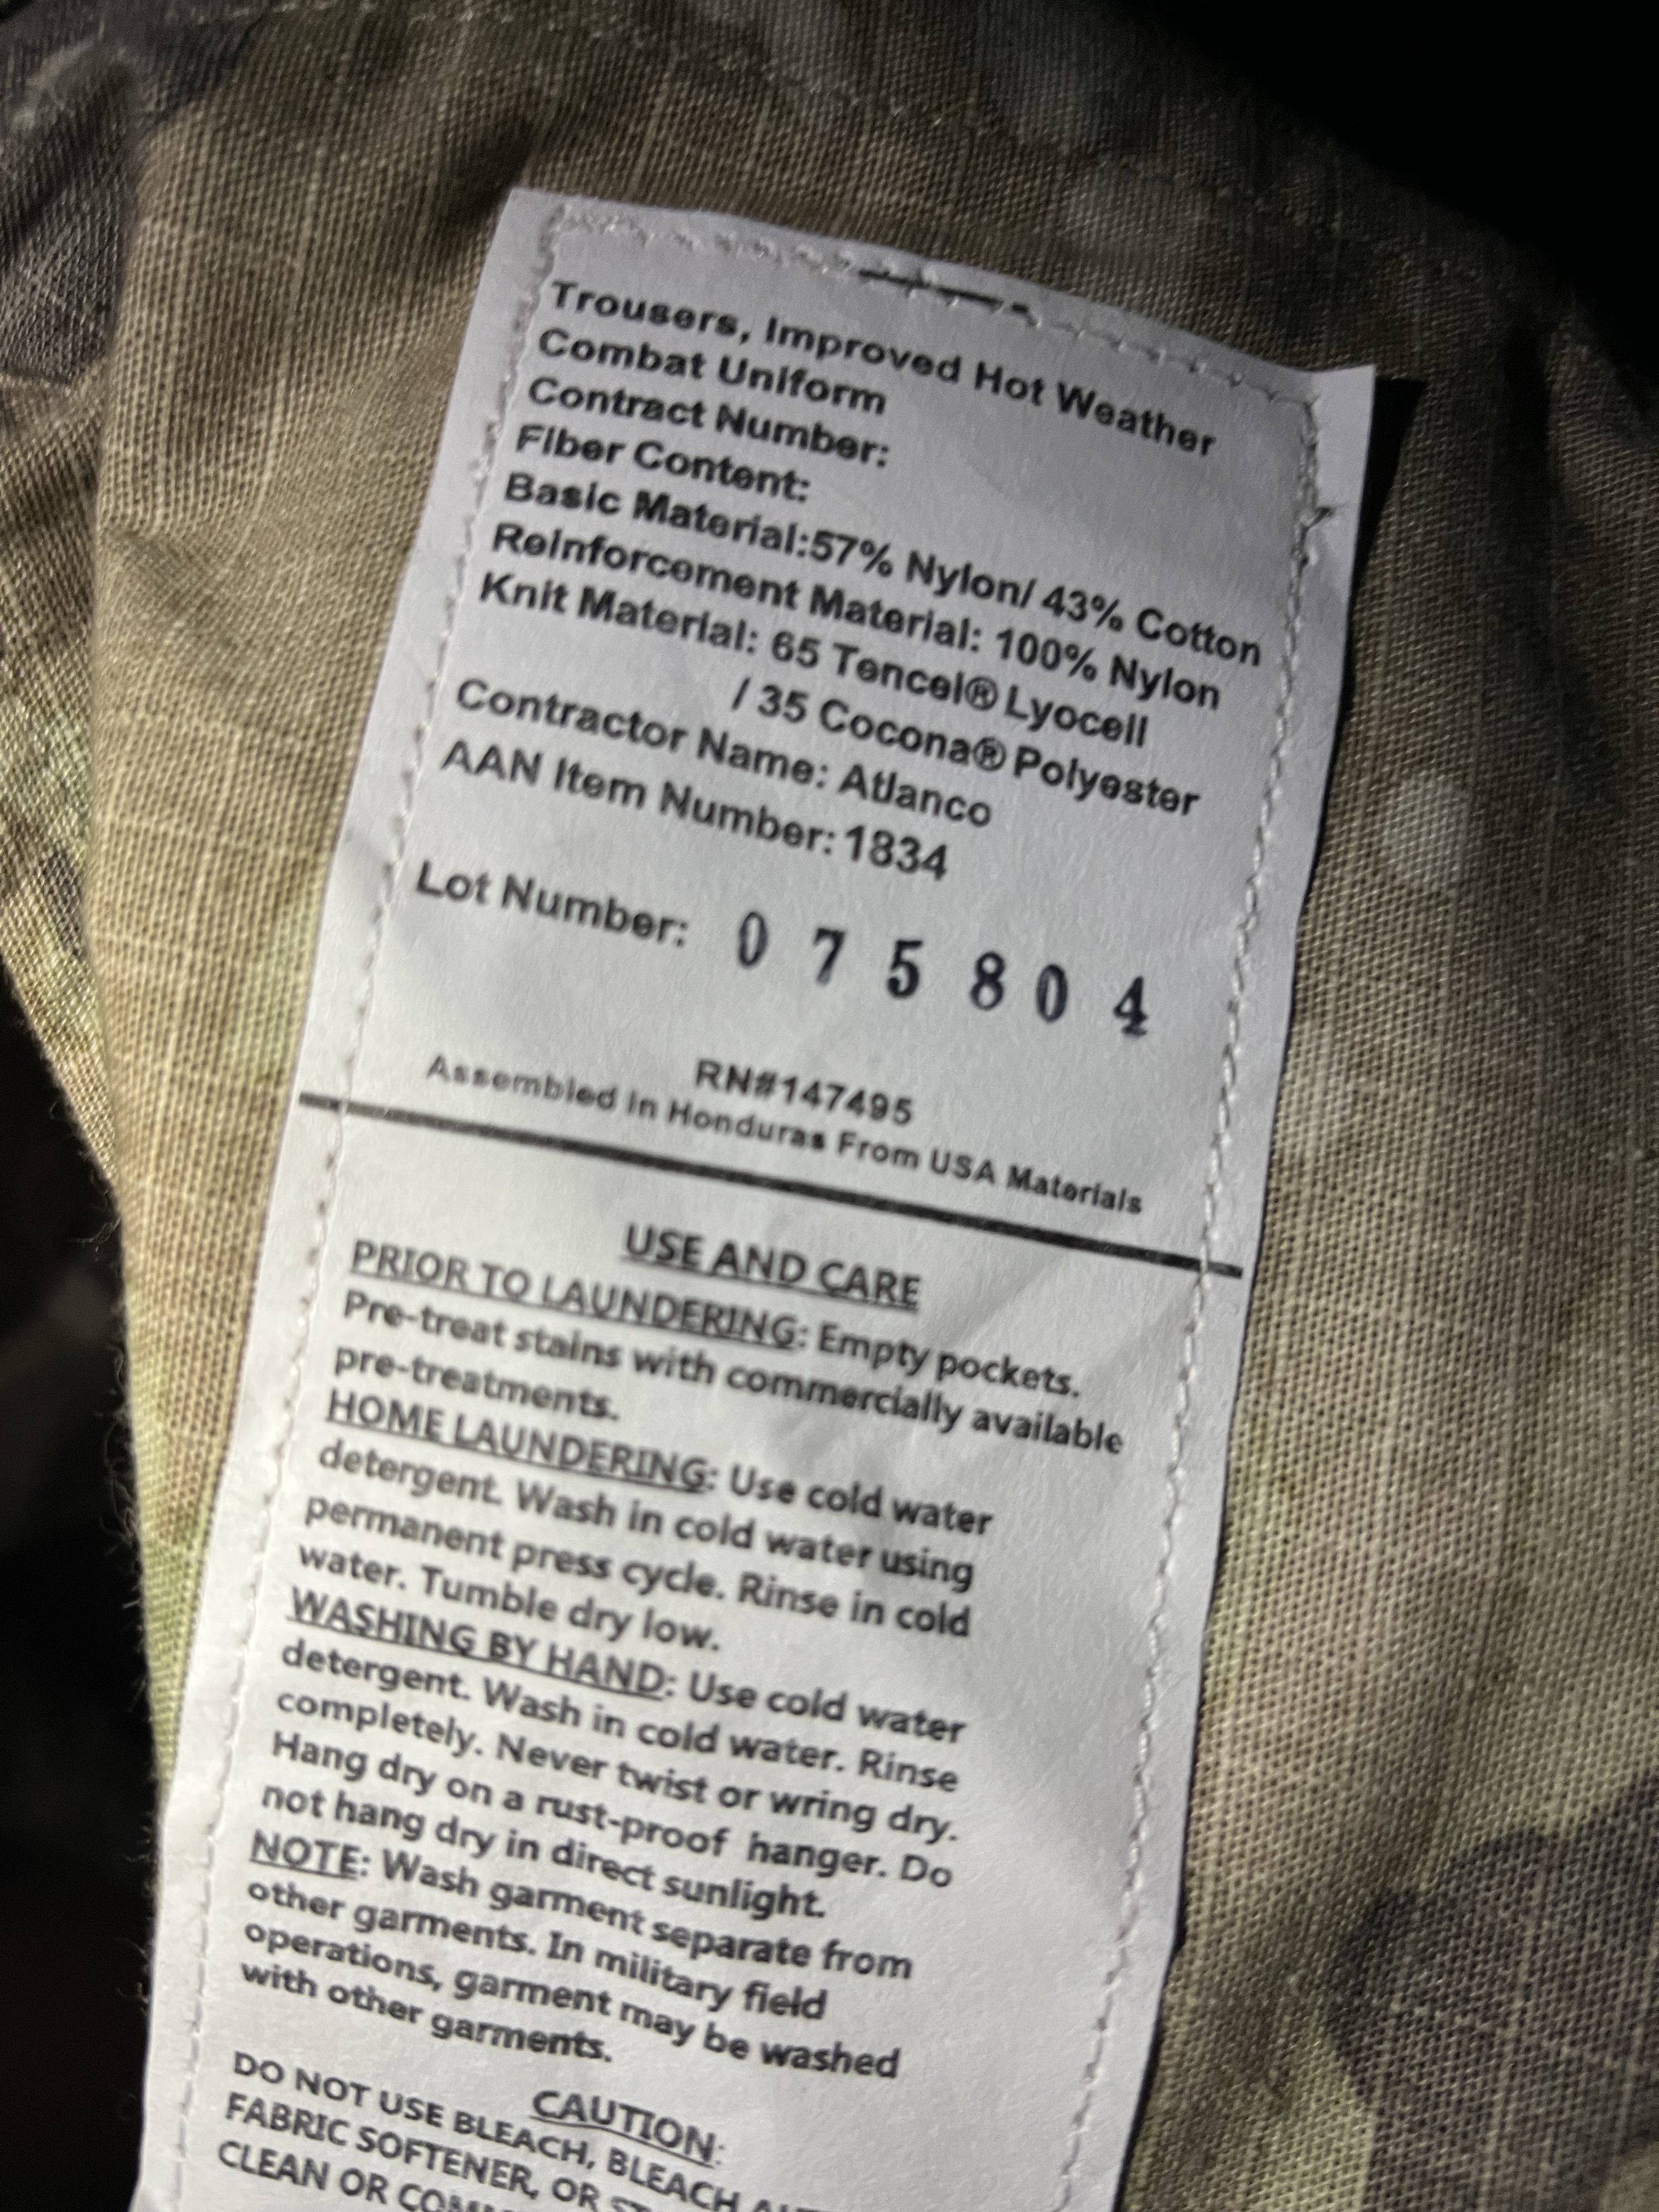 Trousers, Improved Hot Weather
Combat Uniform
Contract Number:
Fiber Content:
Basic Material:57% Nylon/ 43% Cotton
Reinforcement Material: 100% Nylon
Knit Material: 65 Tencel® Lyocell
/ 35 Cocona® Polyester
Contractor Name: Atlanco
AAN Item Number: 1834
Lot Number: 0 7 5 8 0 4
RN#147495
Assembled In Honduras From USA Materials
USE AND CARE
PRIOR TO LAUNDERING: Empty pockets.
Pre-treat stains with commercially available
pre-treatments.
HOME LAUNDERING: Use cold water
detergent. Wash in cold water using
permanent press cycle. Rinse in cold
water. Tumble dry low.
WASHING BY HAND: Use cold water
detergent. Wash in cold water. Rinse
completely. Never twist or wring dry.
Hang dry on a rust-proof hanger. Do
not hang dry in direct sunlight.
NOTE: Wash garment separate from
other garments. In military field
operations, garment may be washed
with other garments.
CAUTION:
DO NOT USE BLEACH, BLEACH
FABRIC SOFTENER, OR
CLEAN OR